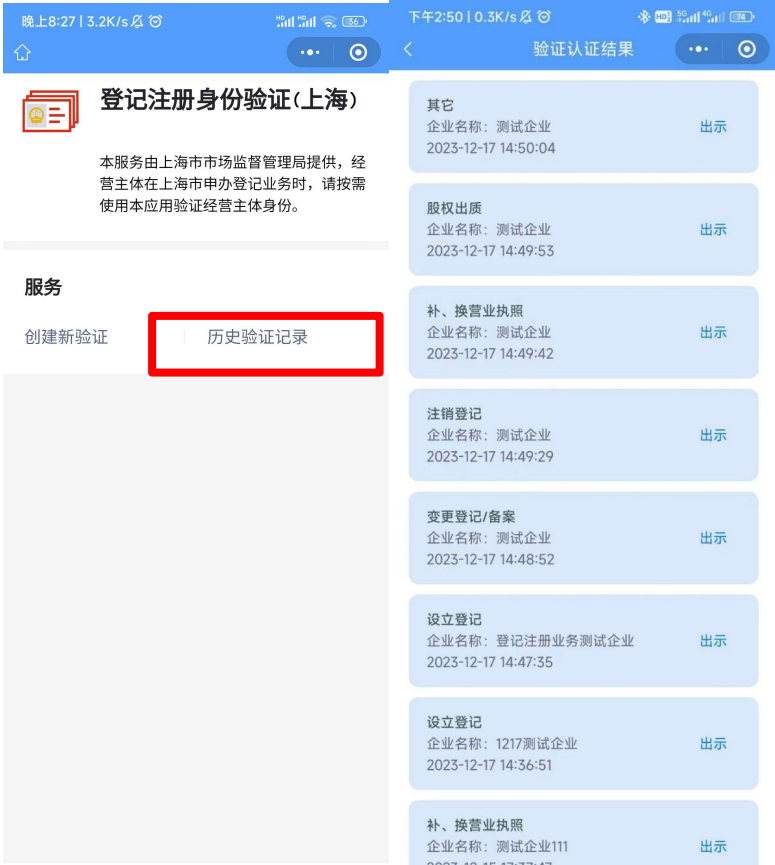 晚上8:27 | 3.2K/s
36
登记注册身份验证(上海)
本服务由上海市市场监督管理局提供，经
营主体在上海市申办登记业务时，请按需
使用本应用验证经营主体身份。
服务
创建新验证
历史验证记录
下午2:50 | 0.3K/s
HD 5G 4G 74
验证认证结果
其它
企业名称：测试企业
2023-12-17 14:50:04
出示
股权出质
企业名称：测试企业
2023-12-17 14:49:53
出示
补、换营业执照
企业名称：测试企业
2023-12-17 14:49:42
出示
注销登记
企业名称：测试企业
2023-12-17 14:49:29
出示
变更登记/备案
企业名称：测试企业
2023-12-17 14:48:52
出示
设立登记
企业名称：登记注册业务测试企业
2023-12-17 14:47:35
出示
设立登记
企业名称：1217测试企业
2023-12-17 14:36:51
出示
补、换营业执照
企业名称：测试企业111
出示